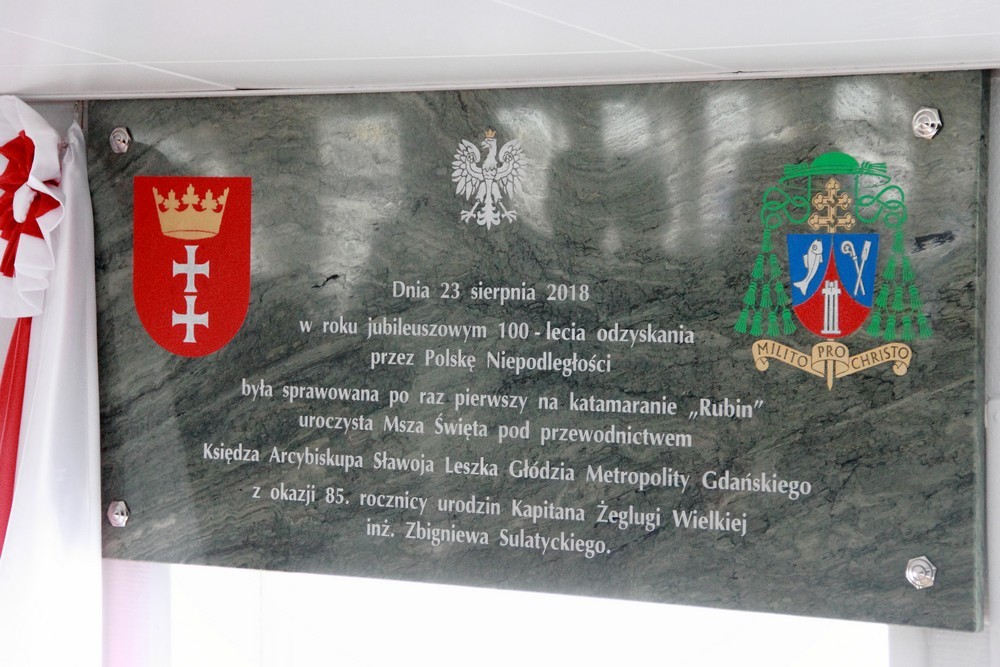 Dnia 23 sierpnia 2018
w roku jubileuszowym 100 - lecia odzyskania
przez Polskę Niepodległości
była sprawowana po raz pierwszy na katamaranie „Rubin”
uroczysta Msza Święta pod przewodnictwem
Księdza Arcybiskupa Sławoja Leszka Głódzia Metropolity Gdańskiego
z okazji 85. rocznicy urodzin Kapitana Żeglugi Wielkiej
inż. Zbigniewa Sulatyckiego.
MILITO PRO CHRISTO